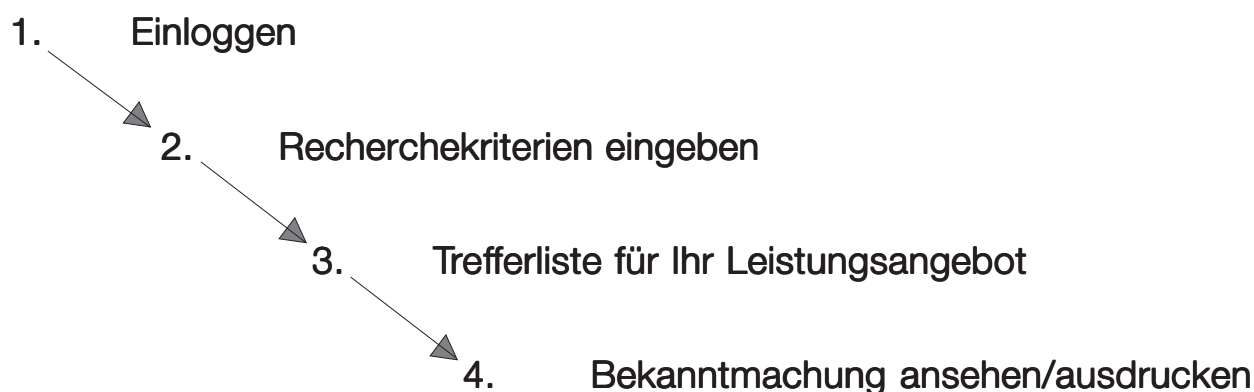 1. Einloggen
2. Recherchekriterien eingeben
3. Trefferliste für Ihr Leistungsangebot
4. Bekanntmachung ansehen/ausdrucken